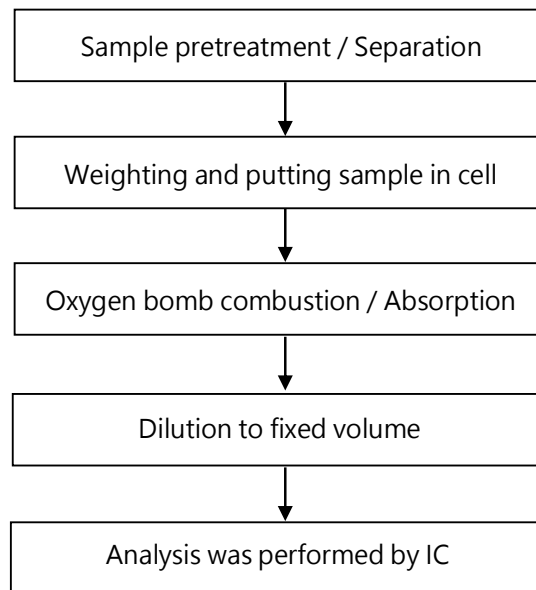 Sample pretreatment / Separation
Weighting and putting sample in cell
Oxygen bomb combustion / Absorption
Dilution to fixed volume
Analysis was performed by IC